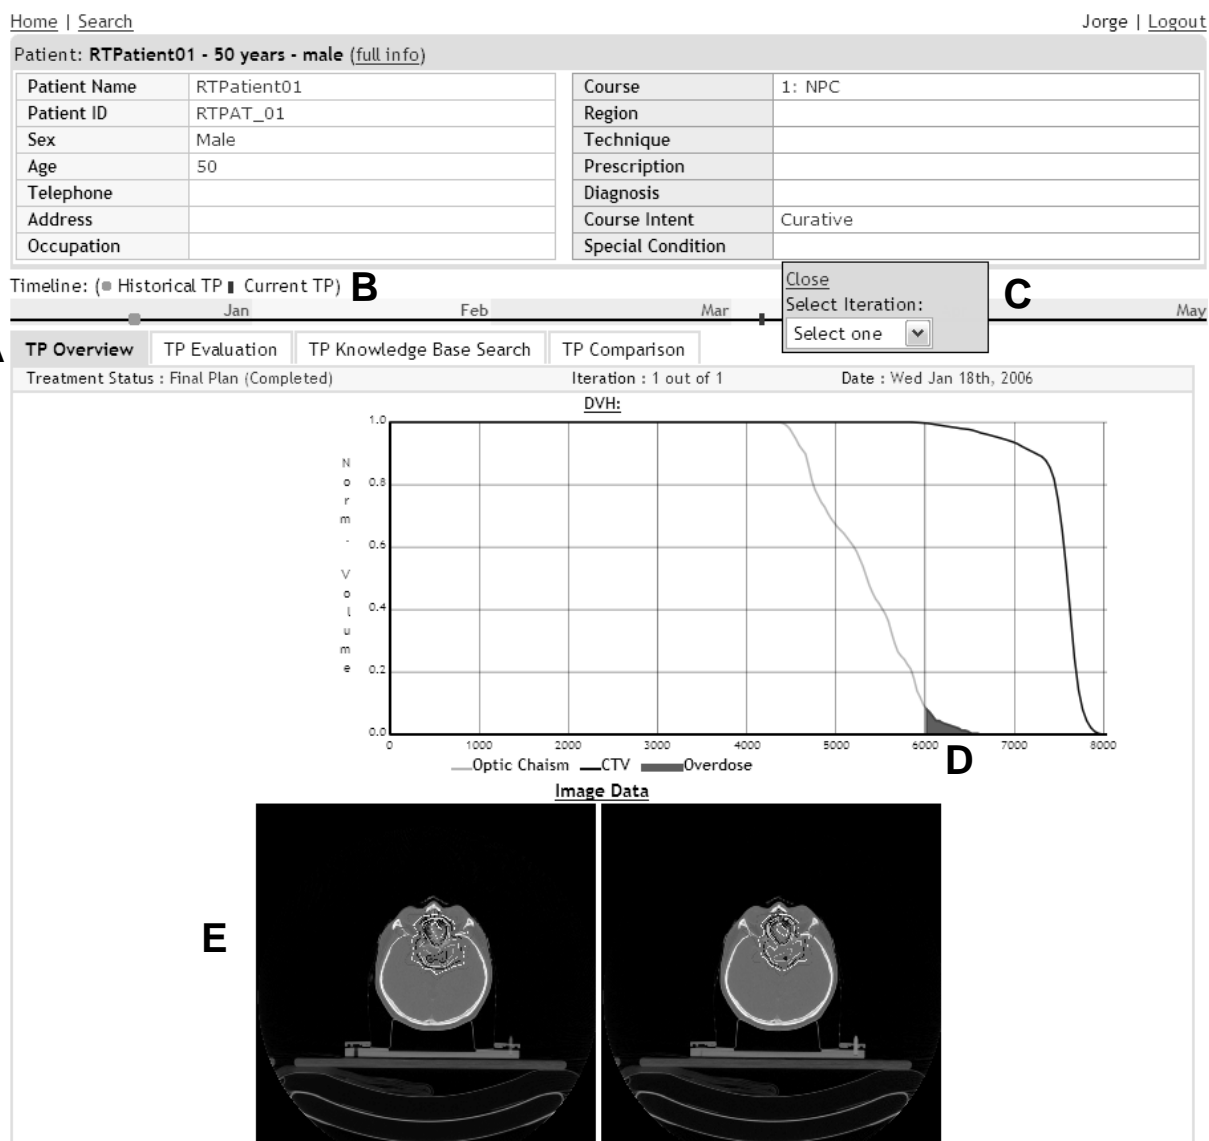 Home | Search
Jorge | Logout
Patient: RTPatient01 - 50 years - male (full info)
Patient Name RTPatient01
Patient ID RTPAT_01
Sex Male
Age 50
Telephone
Address
Occupation
Course 1: NPC
Region
Technique
Prescription
Diagnosis
Course Intent Curative
Special Condition
Timeline: (Historical TP Current TP) B
Jan Feb Mar May
Close
Select Iteration:
Select one
C
TP Overview TP Evaluation TP Knowledge Base Search TP Comparison
Treatment Status : Final Plan (Completed) Iteration : 1 out of 1 Date : Wed Jan 18th, 2006
DVH:
Norm. Volume
1.0
0.8
0.6
0.4
0.2
0.0
0 1000 2000 3000 4000 5000 6000 7000 8000
Optic Chaism CTV Overdose
D
Image Data
E